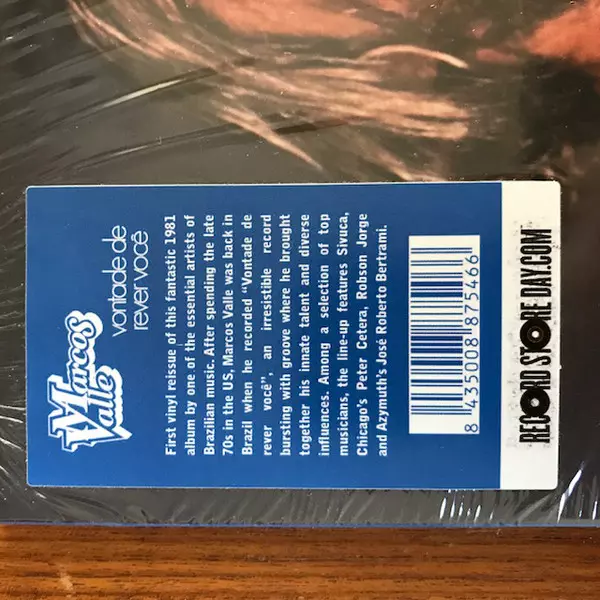 Marcos
Valle
vontade de
rever você
First vinyl reissue of this fantastic 1981
album by one of the essential artists of
Brazilian music. After spending the late
70s in the US, Marcos Valle was back in
Brazil when he recorded "Vontade de
rever você", an irresistible record
bursting with groove where he brought
together his innate talent and diverse
influences. Among a selection of top
musicians, the line-up features Sivuca,
Chicago's Peter Cetera, Robson Jorge
and Azymuth's José Roberto Bertrami.
8 435008 875466
RECORD STORE DAY.COM